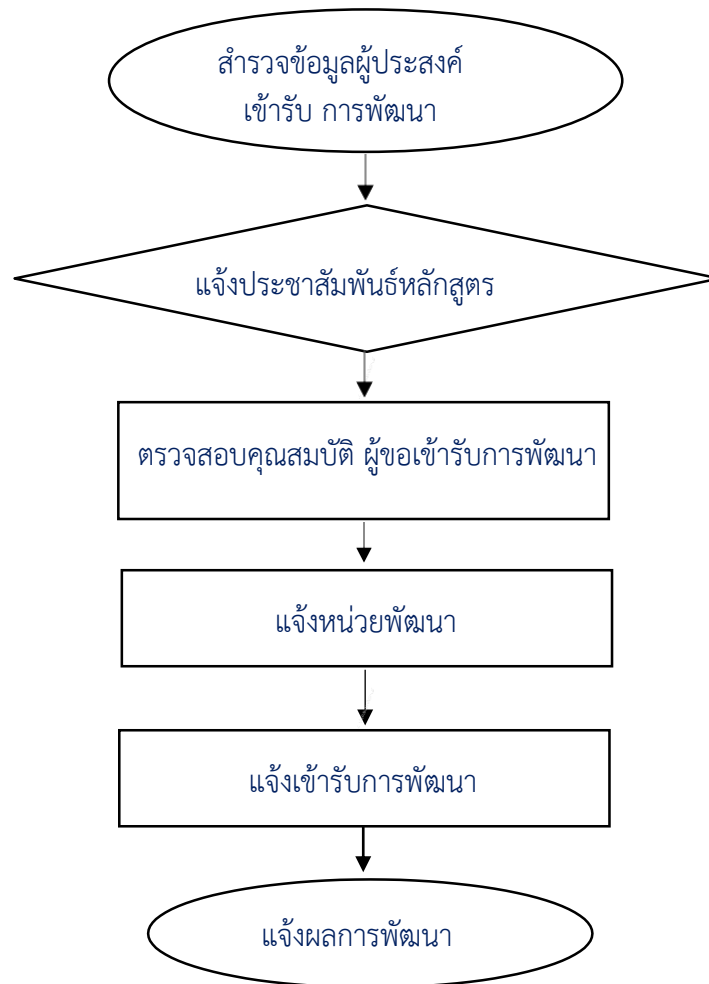 สำรวจข้อมูลผู้ประสงค์
เข้ารับ การพัฒนา
แจ้งประชาสัมพันธ์หลักสูตร
ตรวจสอบคุณสมบัติ ผู้ขอเข้ารับการพัฒนา
แจ้งหน่วยพัฒนา
แจ้งเข้ารับการพัฒนา
แจ้งผลการพัฒนา